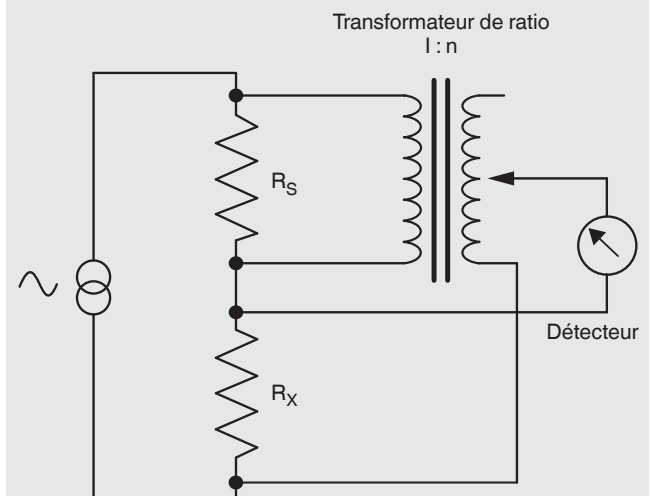 Transformateur de ratio
I : n
R_S
Détecteur
R_X